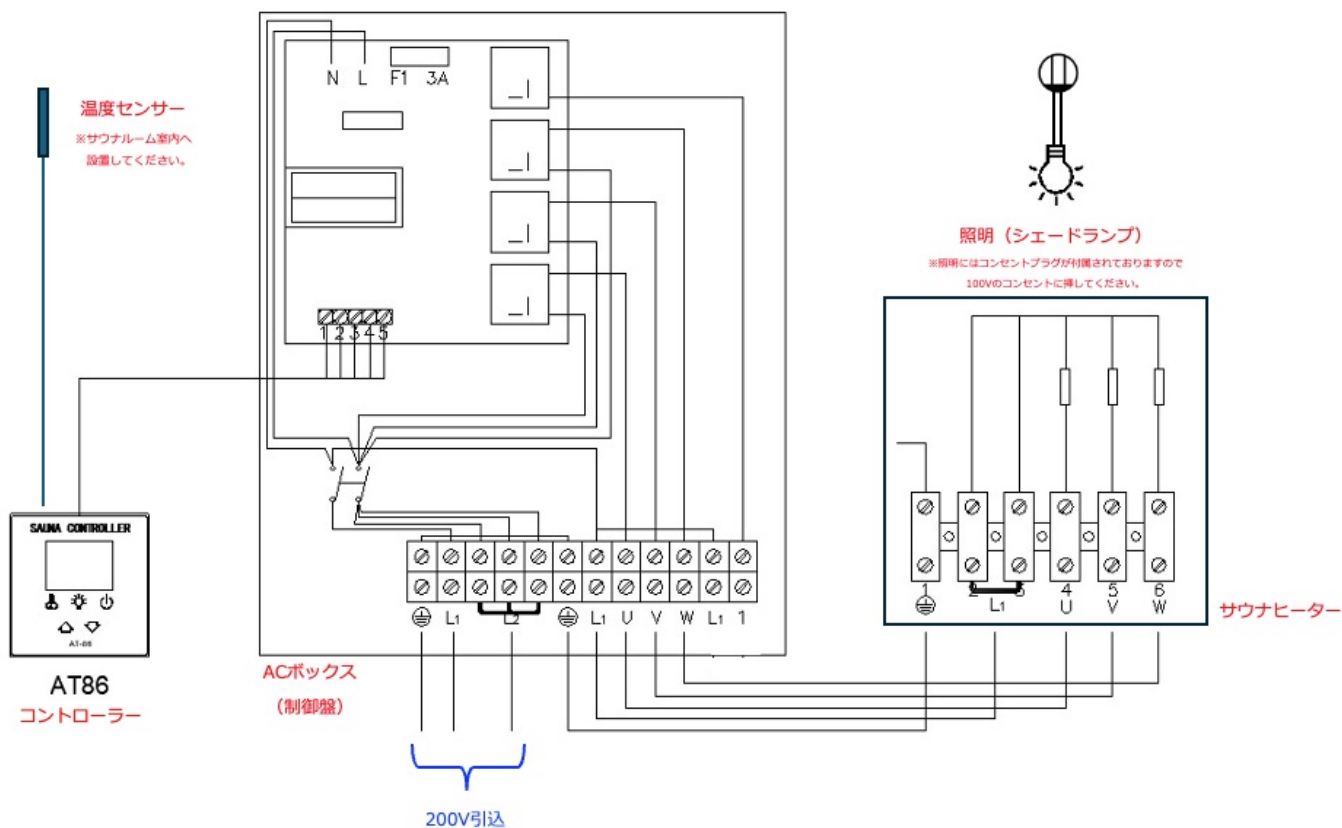 N L F1 3A
温度センサー
※サウナルーム室内へ
設置してください。
1 2 3 4 5
SAUNA CONTROLLER
AT-86
AT86
コントローラー
L1 L2 L1 U V W L1 1
ACボックス
(制御盤)
200V引込
照明(シェードランプ)
※照明にはコンセントプラグが付属されておりますので
100Vのコンセントに挿してください。
1 2 3 4 5 6
L1 U V W
サウナヒーター